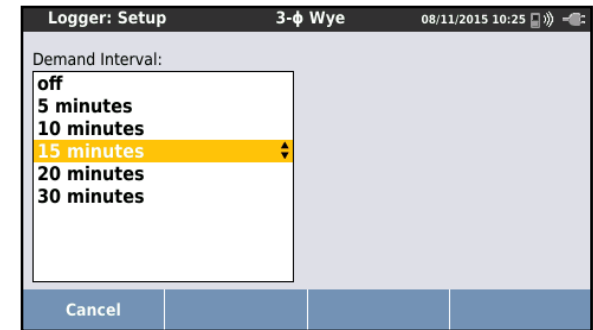 Logger: Setup 3-ϕ Wye 08/11/2015 10:25
Demand Interval:
off
5 minutes
10 minutes
15 minutes
20 minutes
30 minutes
Cancel